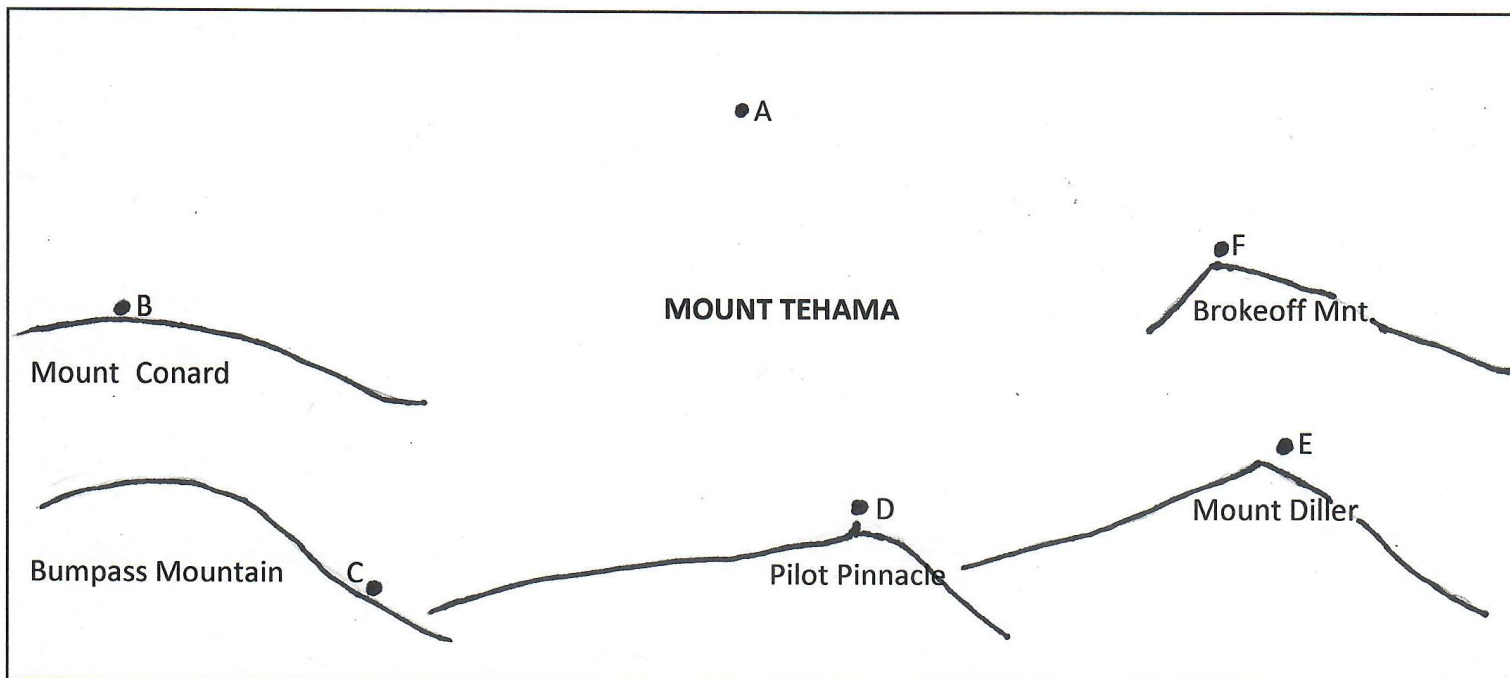 A
F
B
MOUNT TEHAMA
Brokeoff Mnt.
Mount Conard
E
D
Mount Diller
Bumpass Mountain
C
Pilot Pinnacle